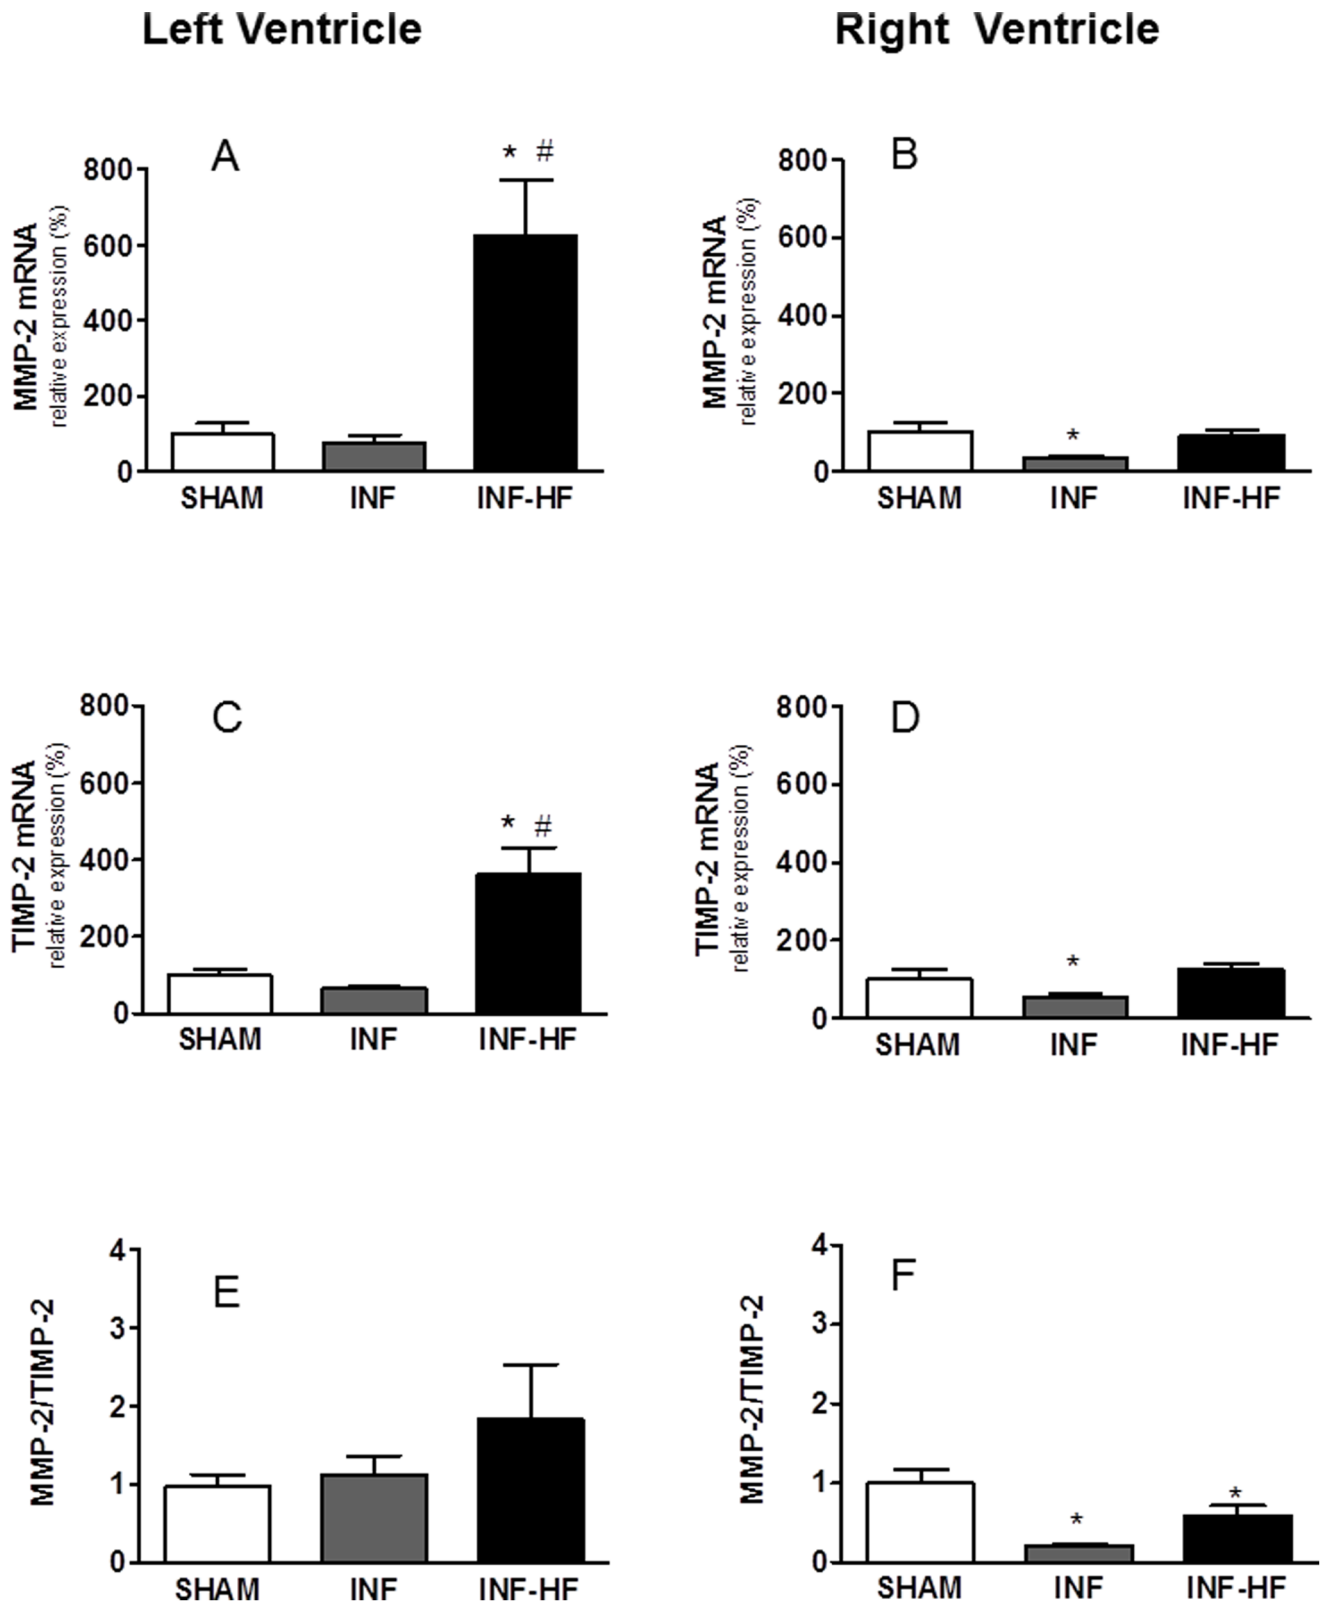 Left Ventricle
Right Ventricle
A
* #
800
600
400
200
0
MMP-2 mRNA
relative expression (%)
SHAM INF INF-HF
B
*
800
600
400
200
0
MMP-2 mRNA
relative expression (%)
SHAM INF INF-HF
C
* #
800
600
400
200
0
TIMP-2 mRNA
relative expression (%)
SHAM INF INF-HF
D
*
800
600
400
200
0
TIMP-2 mRNA
relative expression (%)
SHAM INF INF-HF
E
4
3
2
1
0
MMP-2/TIMP-2
SHAM INF INF-HF
F
* *
4
3
2
1
0
MMP-2/TIMP-2
SHAM INF INF-HF